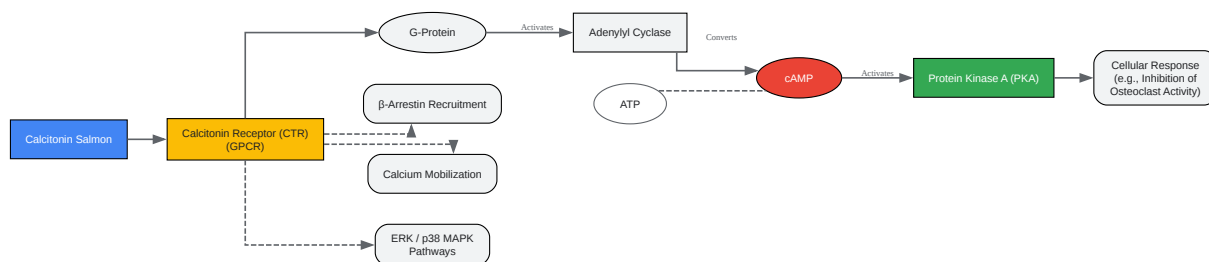 G-Protein
Activates
Adenylyl Cyclase
Converts
cAMP
Activates
Protein Kinase A (PKA)
Cellular Response
(e.g., Inhibition of
Osteoclast Activity)
ATP
β-Arrestin Recruitment
Calcitonin Salmon
Calcitonin Receptor (CTR)
(GPCR)
Calcium Mobilization
ERK / p38 MAPK
Pathways